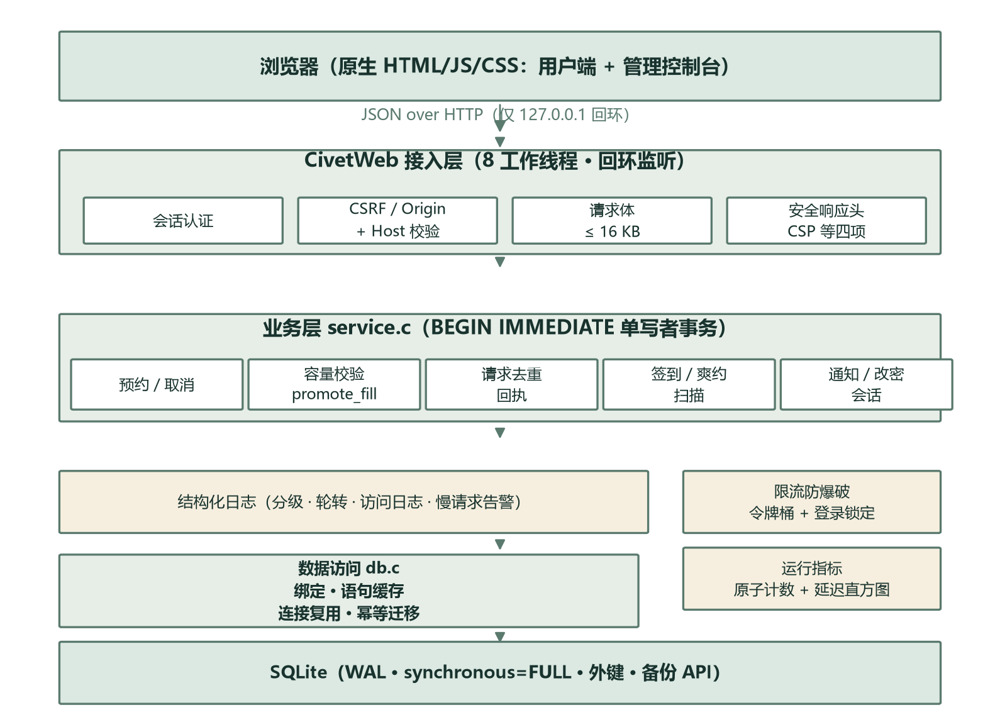 浏览器（原生 HTML/JS/CSS：用户端 + 管理控制台）
JSON over HTTP（仅 127.0.0.1 回环）
CivetWeb 接入层（8 工作线程 • 回环监听）
会话认证
CSRF / Origin
+ Host 校验
请求体
≤ 16 KB
安全响应头
CSP 等四项
业务层 service.c（BEGIN IMMEDIATE 单写者事务）
预约 / 取消
容量校验
promote_fill
请求去重
回执
签到 / 爽约
扫描
通知 / 改密
会话
结构化日志（分级 · 轮转 · 访问日志 · 慢请求告警）
限流防爆破
令牌桶 + 登录锁定
数据访问 db.c
绑定 • 语句缓存
连接复用 • 幂等迁移
运行指标
原子计数 + 延迟直方图
SQLite（WAL • synchronous=FULL • 外键 • 备份 API）